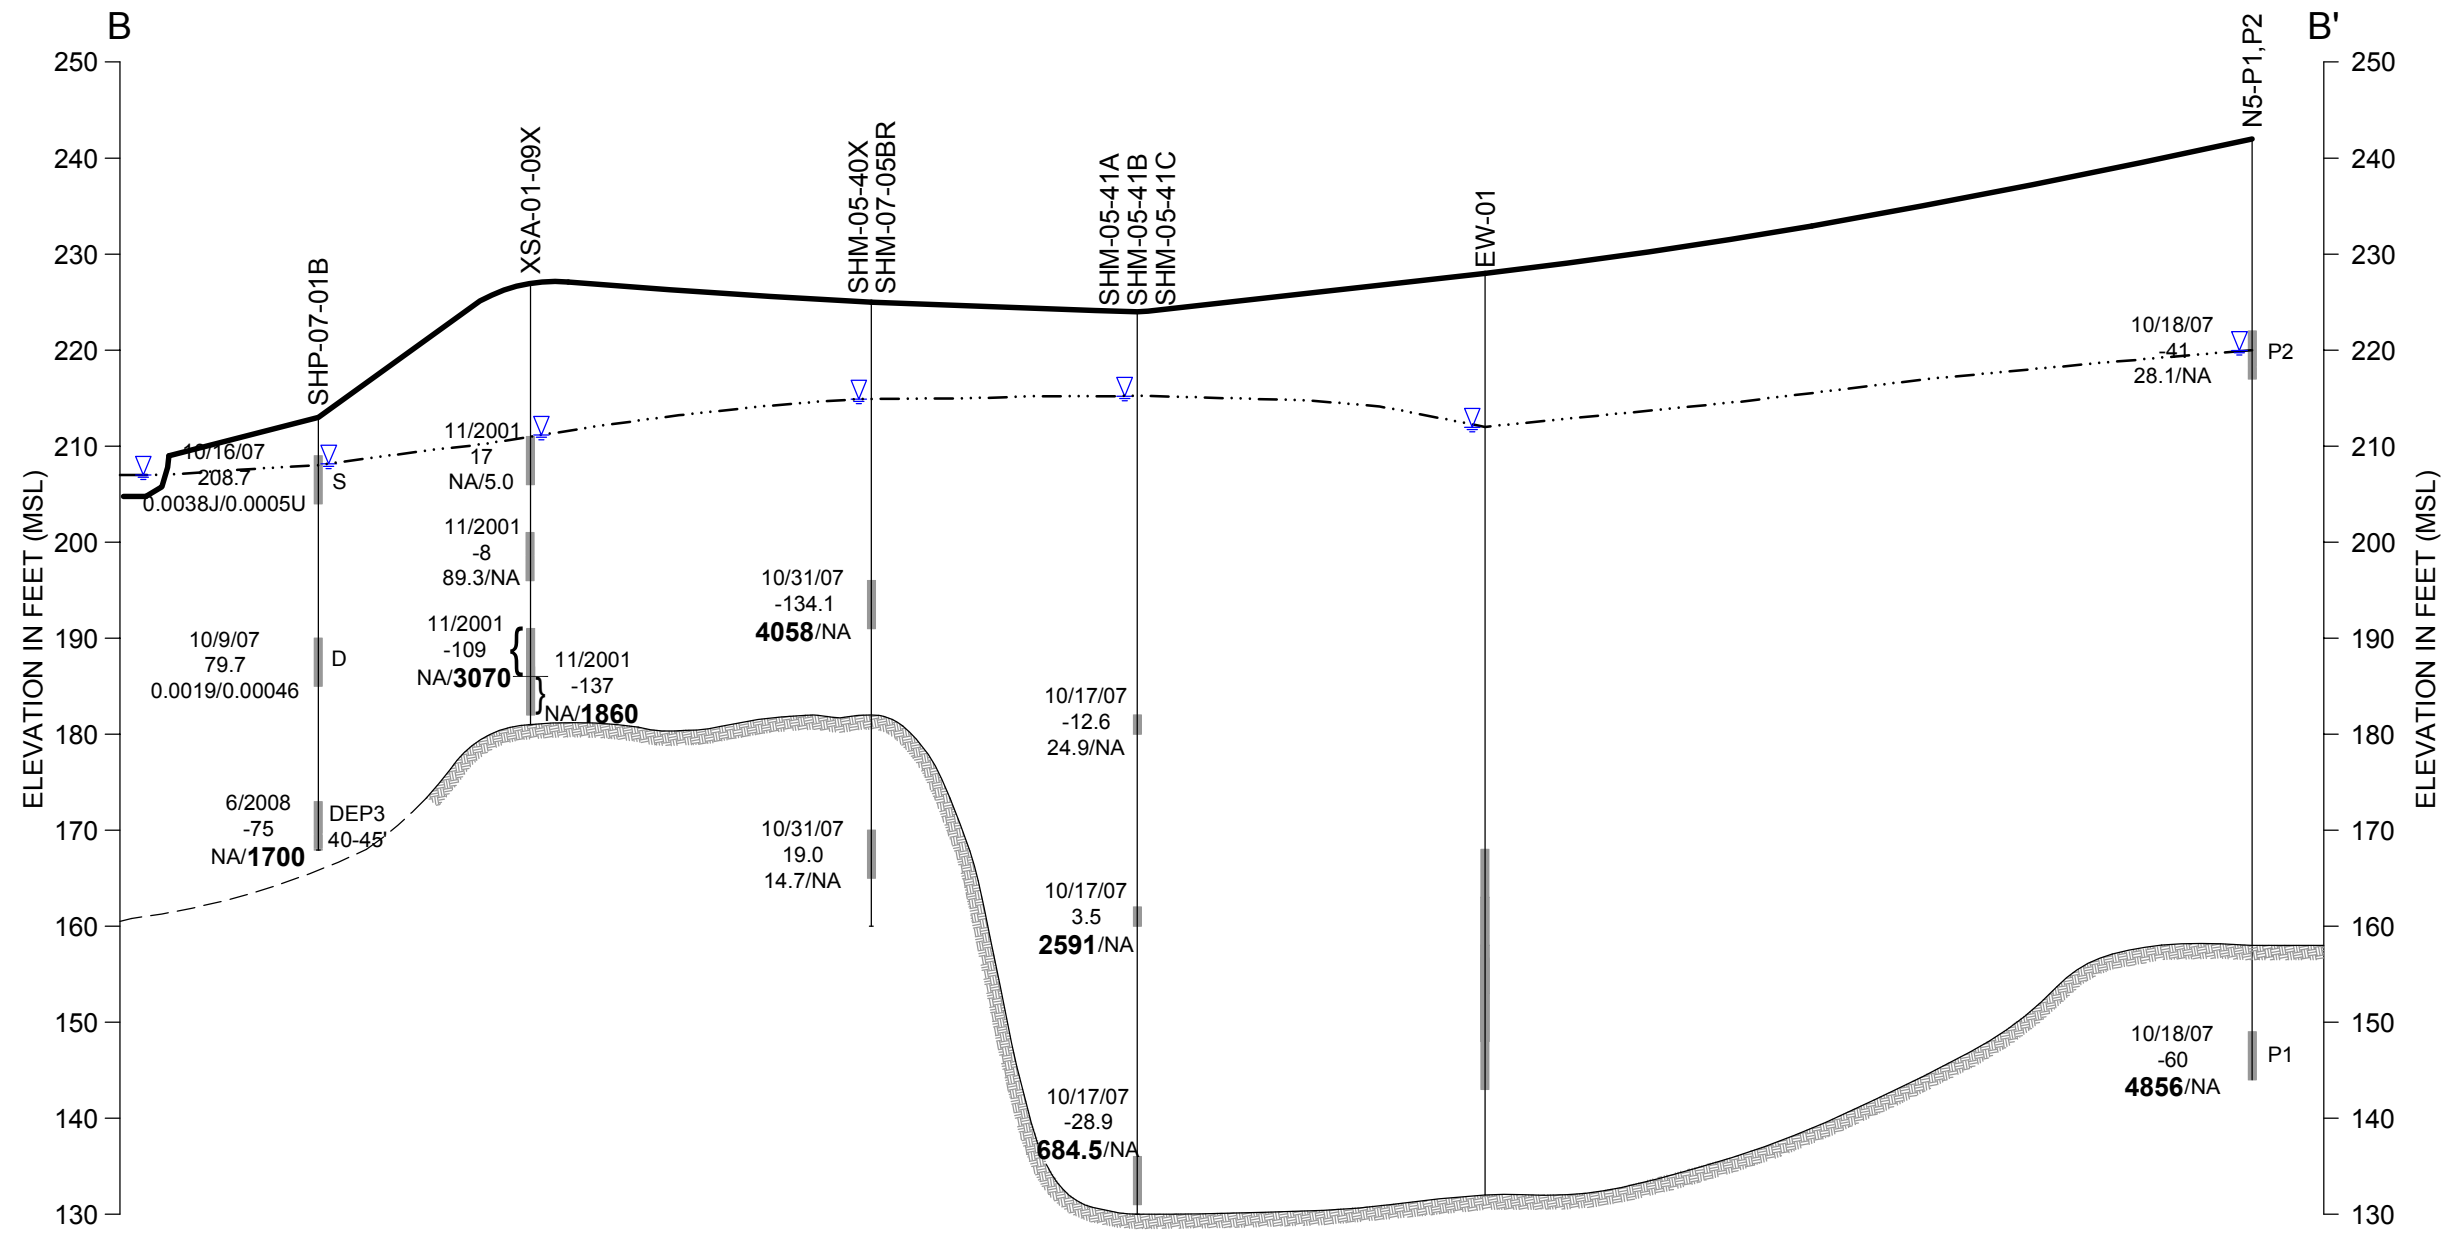 B
B'
250
240
230
220
210
200
190
180
170
160
150
140
130
ELEVATION IN FEET (MSL)
SHP-07-01B
10/16/07
208.7
0.0038J/0.0005U
S
10/9/07
79.7
0.0019/0.00046
D
6/2008
-75
NA/1700
DEP3
40-45'
XSA-01-09X
11/2001
17
NA/5.0
11/2001
-8
89.3/NA
11/2001
-109
NA/3070
{
}
11/2001
-137
NA/1860
SHM-05-40X
SHM-07-05BR
10/31/07
-134.1
4058/NA
10/31/07
19.0
14.7/NA
SHM-05-41A
SHM-05-41B
SHM-05-41C
10/17/07
-12.6
24.9/NA
10/17/07
3.5
2591/NA
10/17/07
-28.9
684.5/NA
EW-01
N5-P1,P2
10/18/07
-41
28.1/NA
P2
10/18/07
-60
4856/NA
P1
250
240
230
220
210
200
190
180
170
160
150
140
130
ELEVATION IN FEET (MSL)